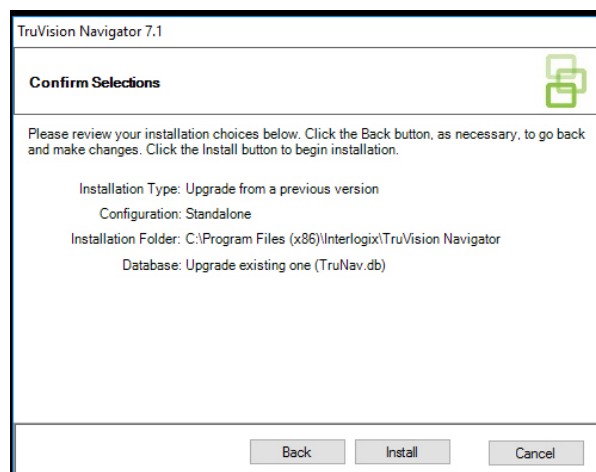 TruVision Navigator 7.1
Confirm Selections
Please review your installation choices below. Click the Back button, as necessary, to go back
and make changes. Click the Install button to begin installation.
Installation Type: Upgrade from a previous version
Configuration: Standalone
Installation Folder: C:\Program Files (x86)\Interlogix\TruVision Navigator
Database: Upgrade existing one (TruNav.db)
Back Install Cancel